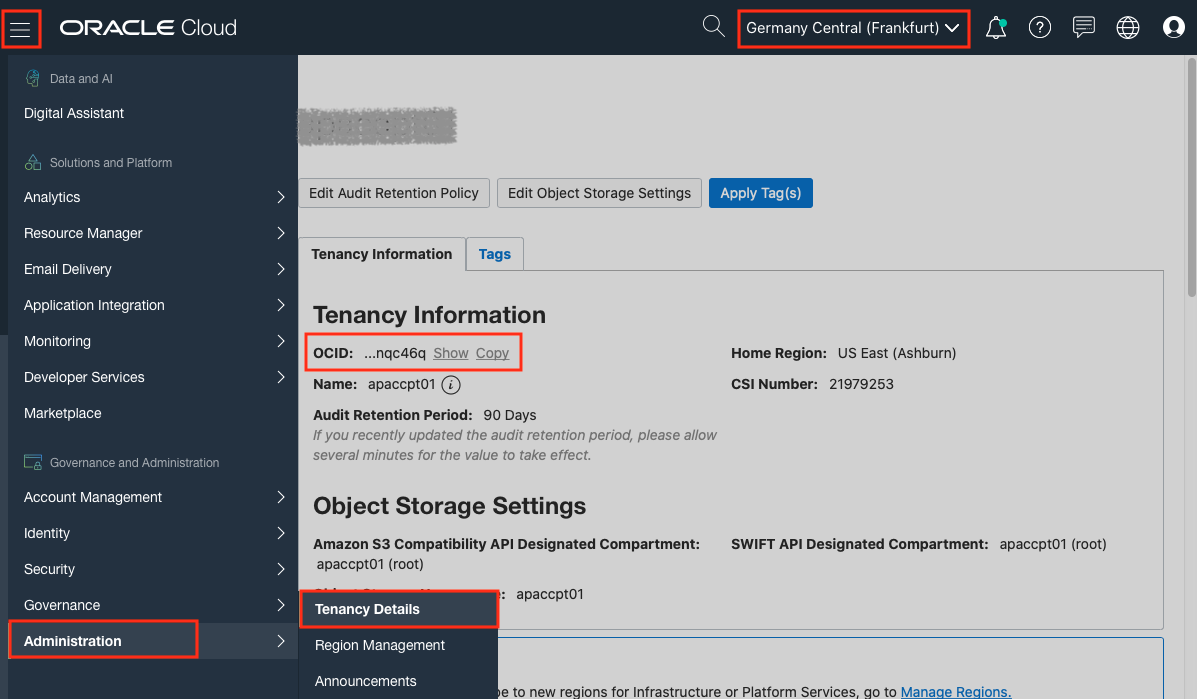 ORACLE Cloud
Germany Central (Frankfurt)
Data and AI
Digital Assistant
Solutions and Platform
Analytics
Resource Manager
Email Delivery
Application Integration
Monitoring
Developer Services
Marketplace
Governance and Administration
Account Management
Identity
Security
Governance
Administration
Edit Audit Retention Policy
Edit Object Storage Settings
Apply Tag(s)
Tenancy Information
Tags
Tenancy Information
OCID: ...nqc46q Show Copy
Home Region: US East (Ashburn)
Name: apaccpt01
CSI Number: 21979253
Audit Retention Period: 90 Days
If you recently updated the audit retention period, please allow
several minutes for the value to take effect.
Object Storage Settings
Amazon S3 Compatibility API Designated Compartment:
apaccpt01 (root)
SWIFT API Designated Compartment: apaccpt01 (root)
: apaccpt01
Tenancy Details
Region Management
Announcements
to new regions for Infrastructure or Platform Services, go to Manage Regions.